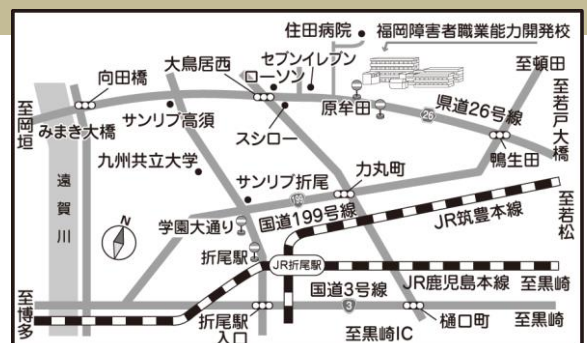 住田病院
福岡障害者職業能力開発校
大鳥居西
セブンイレブン
ローソン
至頓田
向田橋
至岡垣
みまき大橋
サンリブ高須
スシロー
原牟田
県道26号線
26
至若戸大橋
九州共立大学
鴨生田
力丸町
遠賀川
サンリブ折尾
199
国道199号線
学園大通り
N
JR筑豊本線
至若松
折尾駅
JR折尾駅
JR鹿児島本線
至黒崎
国道3号線
3
至博多
折尾駅
入口
樋口町
至黒崎
至黒崎IC